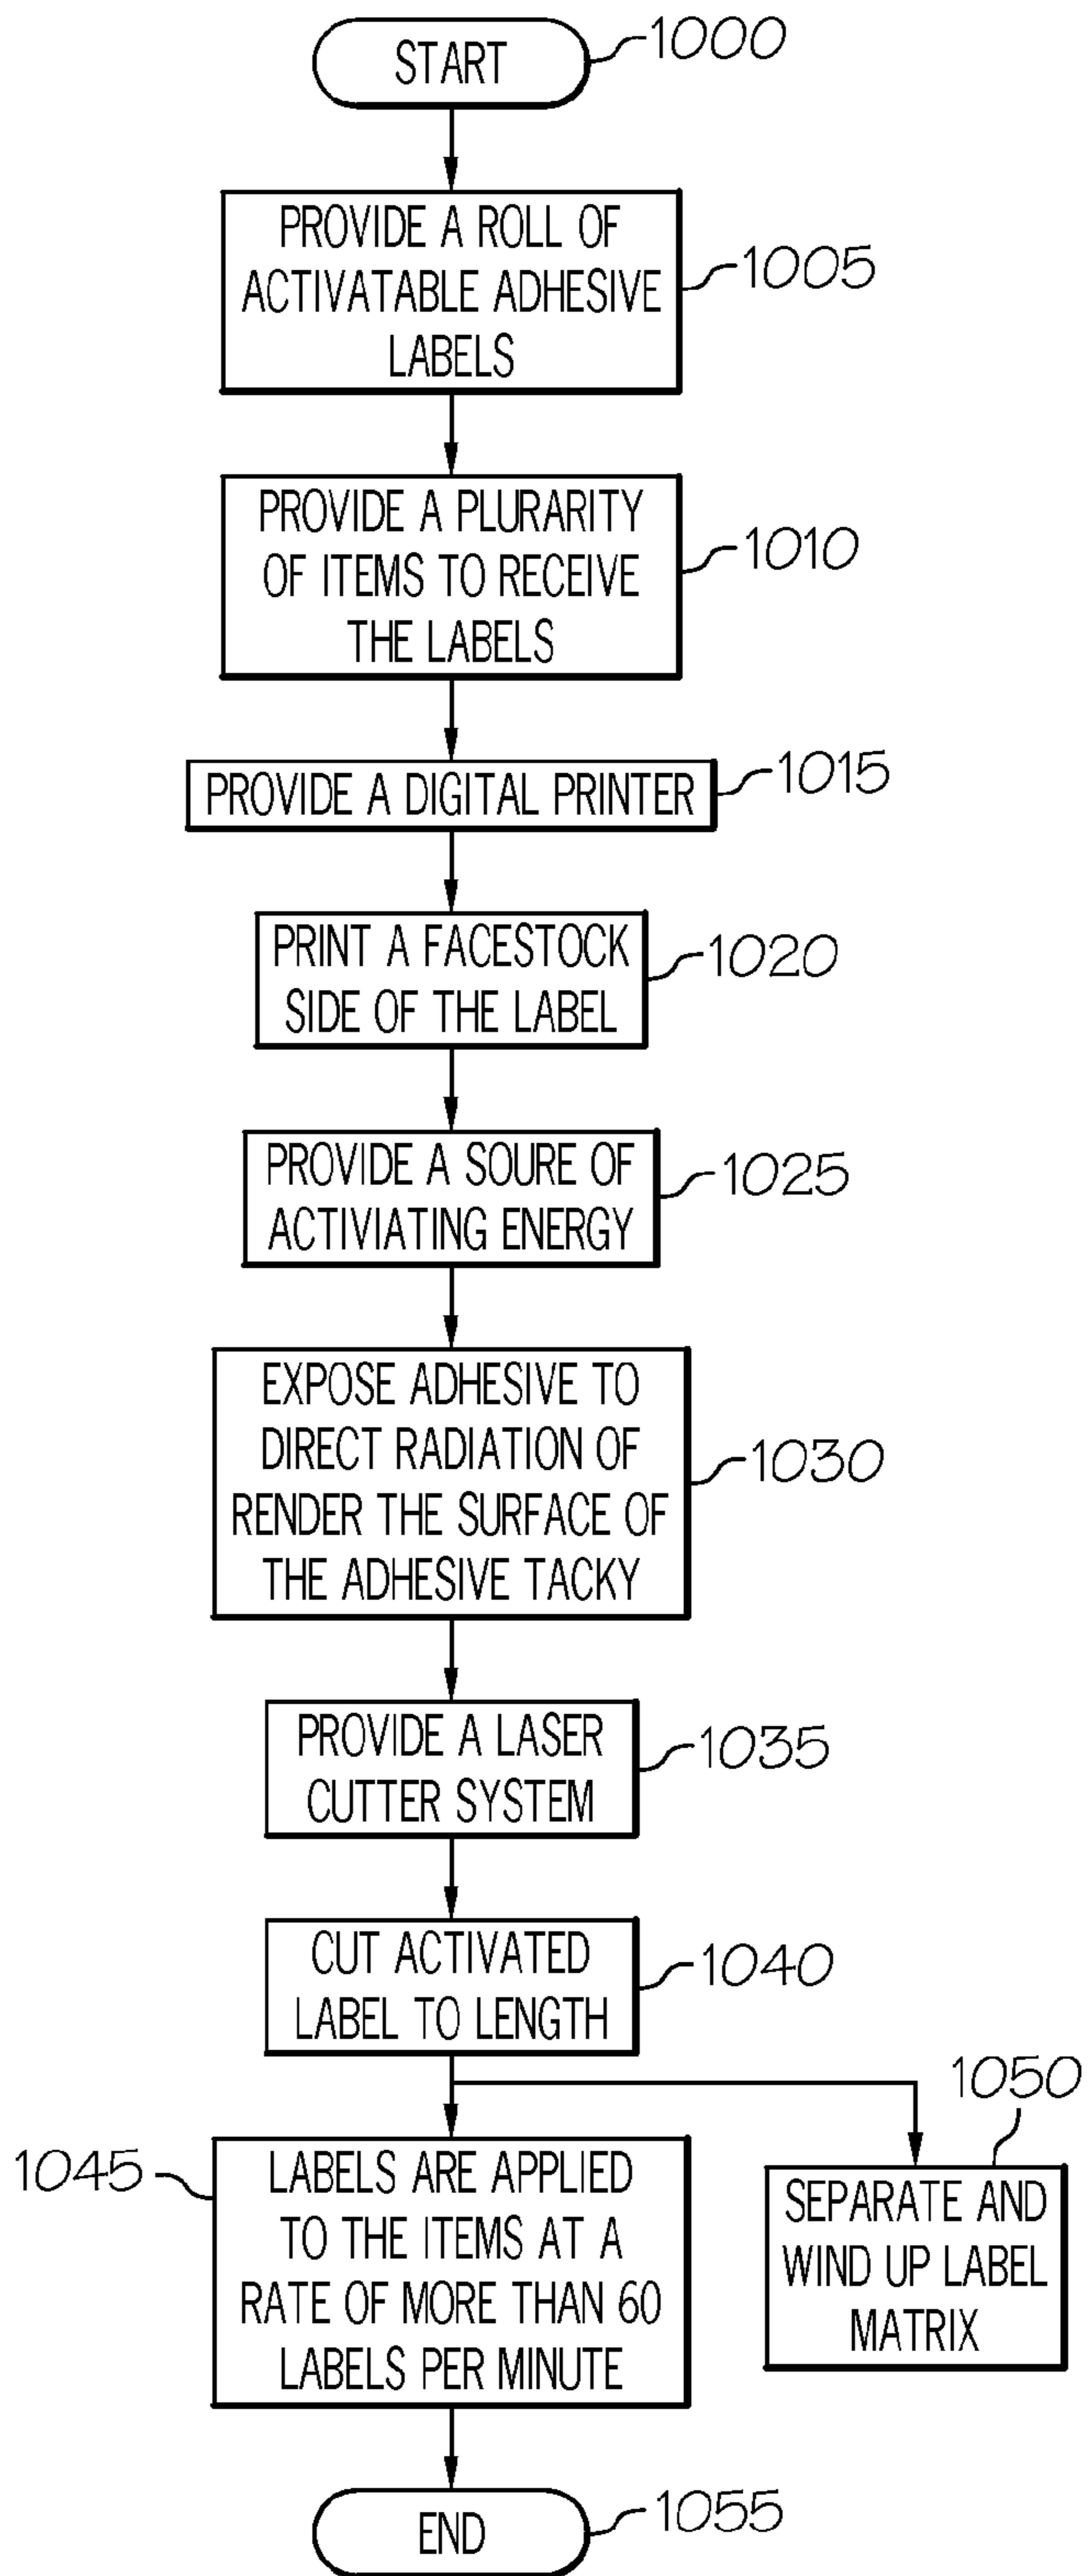 START
1000
PROVIDE A ROLL OF
ACTIVATABLE ADHESIVE
LABELS
1005
PROVIDE A PLURARITY
OF ITEMS TO RECEIVE
THE LABELS
1010
PROVIDE A DIGITAL PRINTER
1015
PRINT A FACESTOCK
SIDE OF THE LABEL
1020
PROVIDE A SOURE OF
ACTIVIATING ENERGY
1025
EXPOSE ADHESIVE TO
DIRECT RADIATION OF
RENDER THE SURFACE OF
THE ADHESIVE TACKY
1030
PROVIDE A LASER
CUTTER SYSTEM
1035
CUT ACTIVATED
LABEL TO LENGTH
1040
1045
LABELS ARE APPLIED
TO THE ITEMS AT A
RATE OF MORE THAN 60
LABELS PER MINUTE
1050
SEPARATE AND
WIND UP LABEL
MATRIX
END
1055